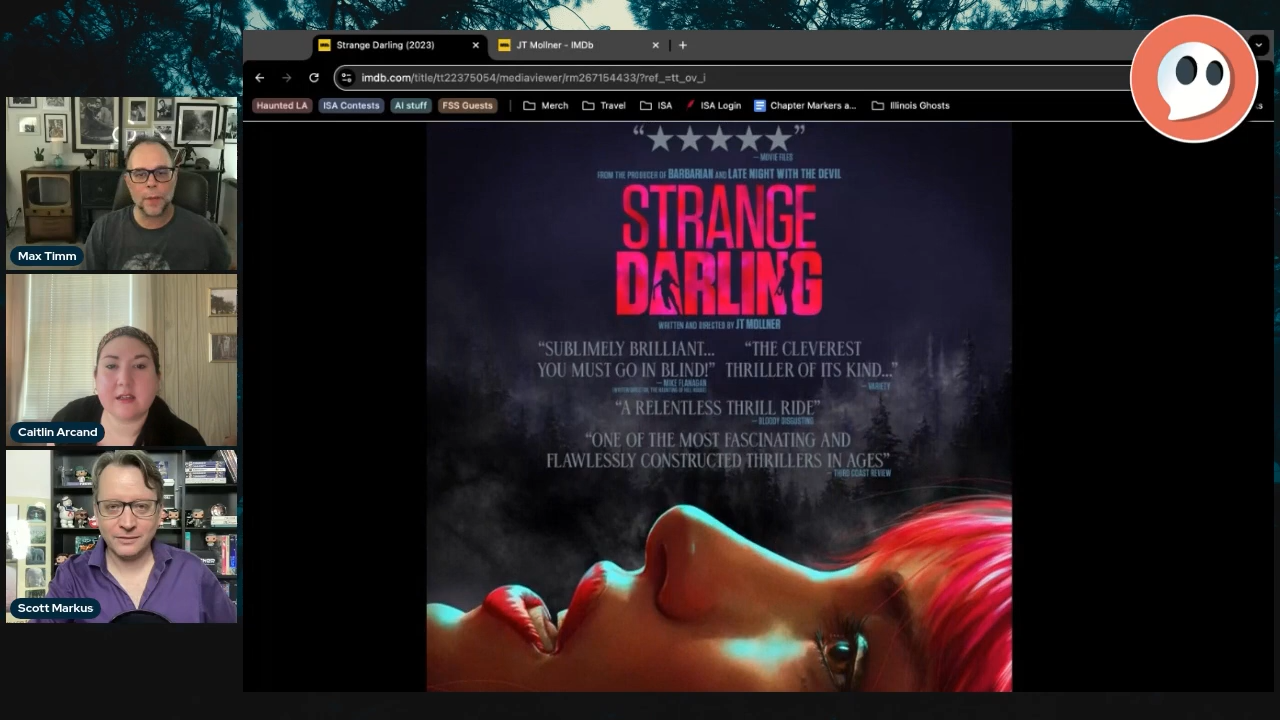 Strange Darling (2023)
JT Mollner - IMDb
imdb.com/title/tt22375054/mediaviewer/rm267154433/?ref_=tt_ov_i
Haunted LA
ISA Contests
AI stuff
FSS Guests
Merch
Travel
ISA
ISA Login
Chapter Markers a...
Illinois Ghosts
Max Timm
Caitlin Arcand
Scott Markus
“★★★★★”
– MOVIE FILES
FROM THE PRODUCER OF BARBARIAN AND LATE NIGHT WITH THE DEVIL
STRANGE
DARLING
WRITTEN AND DIRECTED BY JT MOLLNER
“SUBLIMELY BRILLIANT...
YOU MUST GO IN BLIND!”
– MIKE FLANAGAN
“THE CLEVEREST
THRILLER OF ITS KIND...”
– VARIETY
“A RELENTLESS THRILL RIDE”
– BLOODY DISGUSTING
“ONE OF THE MOST FASCINATING AND
FLAWLESSLY CONSTRUCTED THRILLERS IN AGES”
– THIRD COAST REVIEW